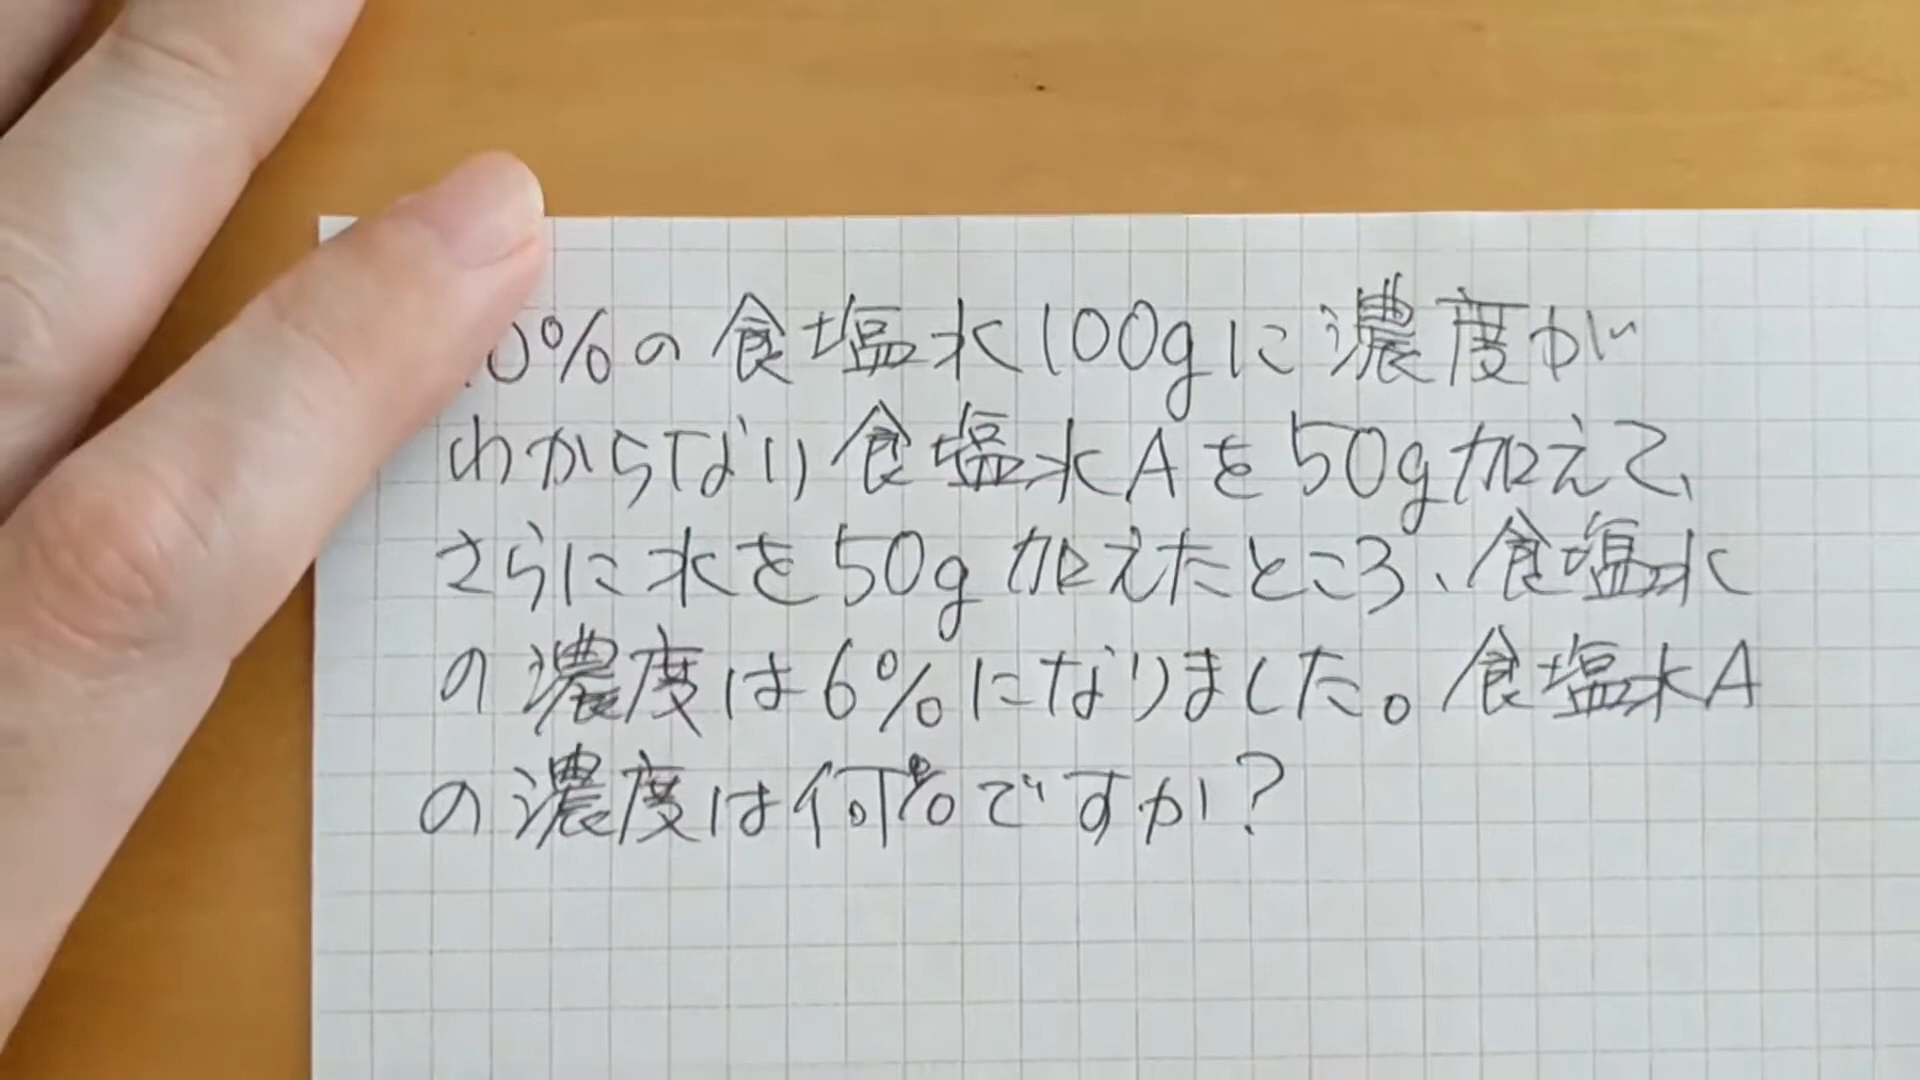 0%の食塩水100gに濃度が
わからない食塩水Aを50g加えて、
さらに水を50g加えたところ、食塩水
の濃度は6%になりました。食塩水A
の濃度は何%ですか?